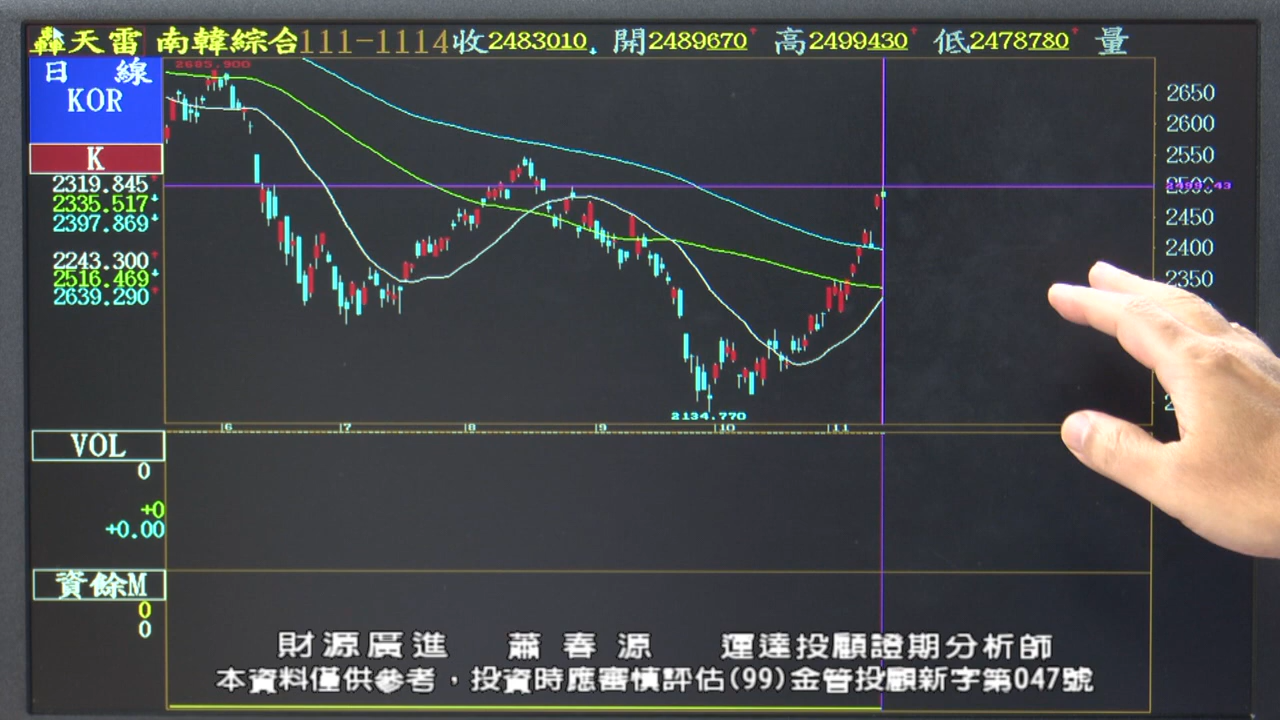 轟天雷 南韓綜合111-1114收2483010 開2489670 高2499430 低2478780 量
日 線
KOR
K
2319.845
2335.517
2397.869
2243.300
2516.469
2639.290
VOL
0
+0
+0.00
資餘M
0
0
2685.900
2134.770
6 7 8 9 10 11
2650
2600
2550
2450
2400
2350
財源廣進 蕭春源 運達投顧證期分析師
本資料僅供參考,投資時應審慎評估(99)金管投顧新字第047號